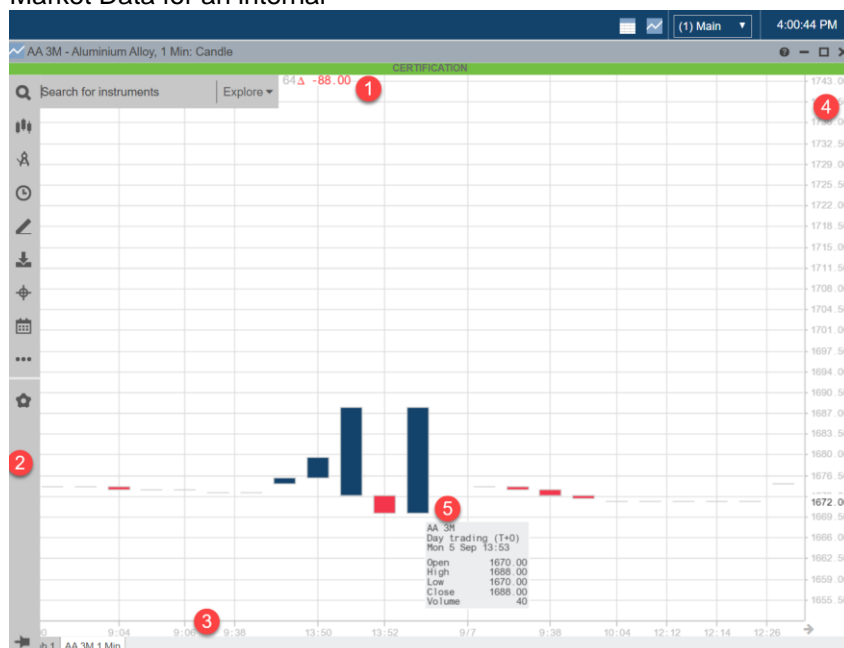 Market Data for an internal
(1) Main ▼ 4:00:44 PM
AA 3M - Aluminium Alloy, 1 Min: Candle
CERTIFICATION
Search for instruments Explore
64Δ -88.00
1
4
1732.5
1729.0
1725.5
1722.0
1718.5
1715.0
1711.5
1708.0
1704.5
1701.0
1697.5
1694.0
1690.5
1687.0
1683.5
1680.0
1676.5
1672.0
1669.5
1666.0
1662.5
1659.0
1655.5
2
5
AA 3M
Day trading (T+0)
Mon 5 Sep 13:53
Open 1670.00
High 1688.00
Low 1670.00
Close 1688.00
Volume 40
3
9:04 9:38 13:50 13:52 9/7 9:38 10:04 12:12 12:14 12:26
AA 3M 1 Min